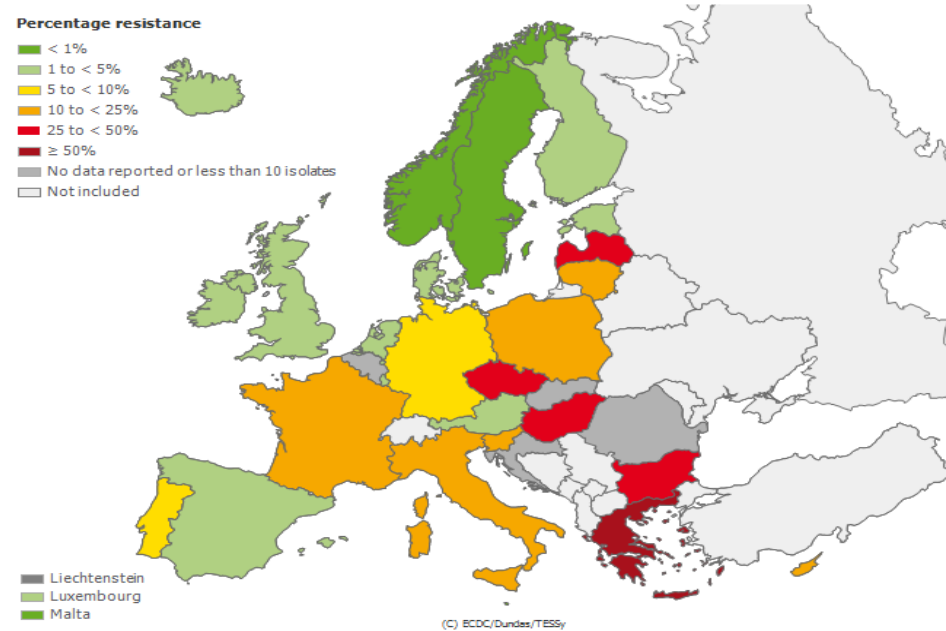 Percentage resistance
< 1%
1 to < 5%
5 to < 10%
10 to < 25%
25 to < 50%
≥ 50%
No data reported or less than 10 isolates
Not included
Liechtenstein
Luxembourg
Malta
(C) ECDC/Dundas/TESSy